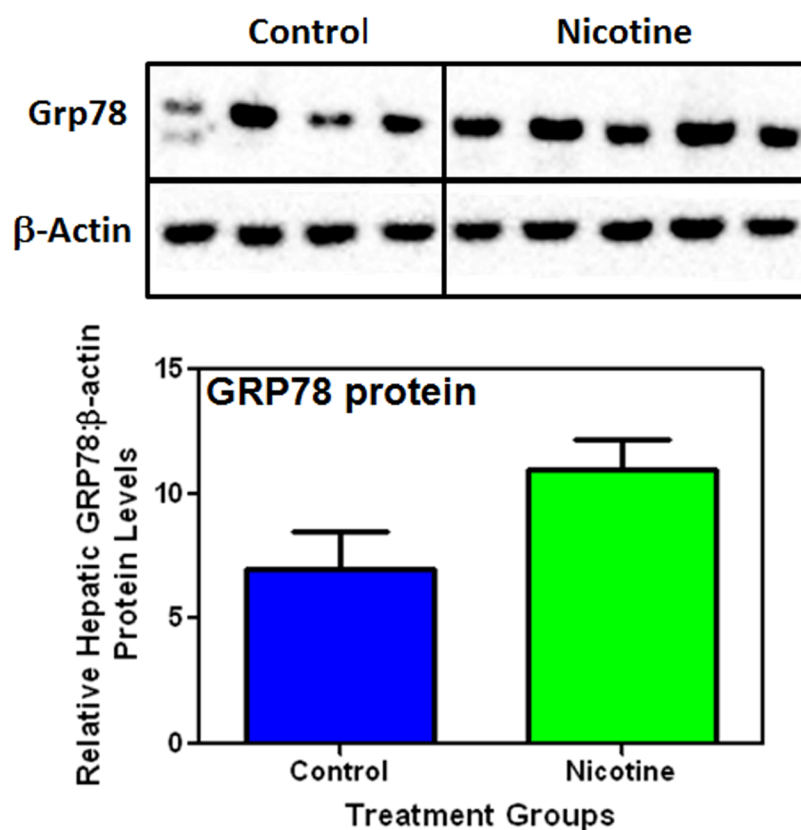 Control Nicotine
Grp78
β-Actin
GRP78 protein
Relative Hepatic GRP78:β-actin
Protein Levels
15
10
5
0
Control Nicotine
Treatment Groups